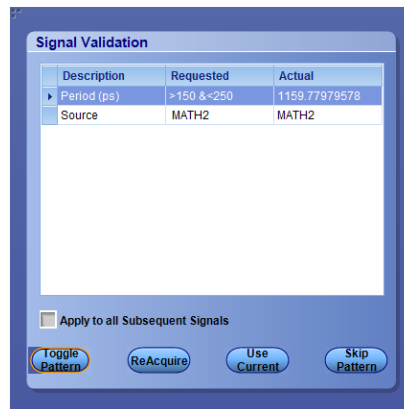 Signal Validation
Description Requested Actual
Period (ps) >150 &<250 1159.77979578
Source MATH2 MATH2
Apply to all Subsequent Signals
Toggle Pattern ReAcquire Use Current Skip Pattern